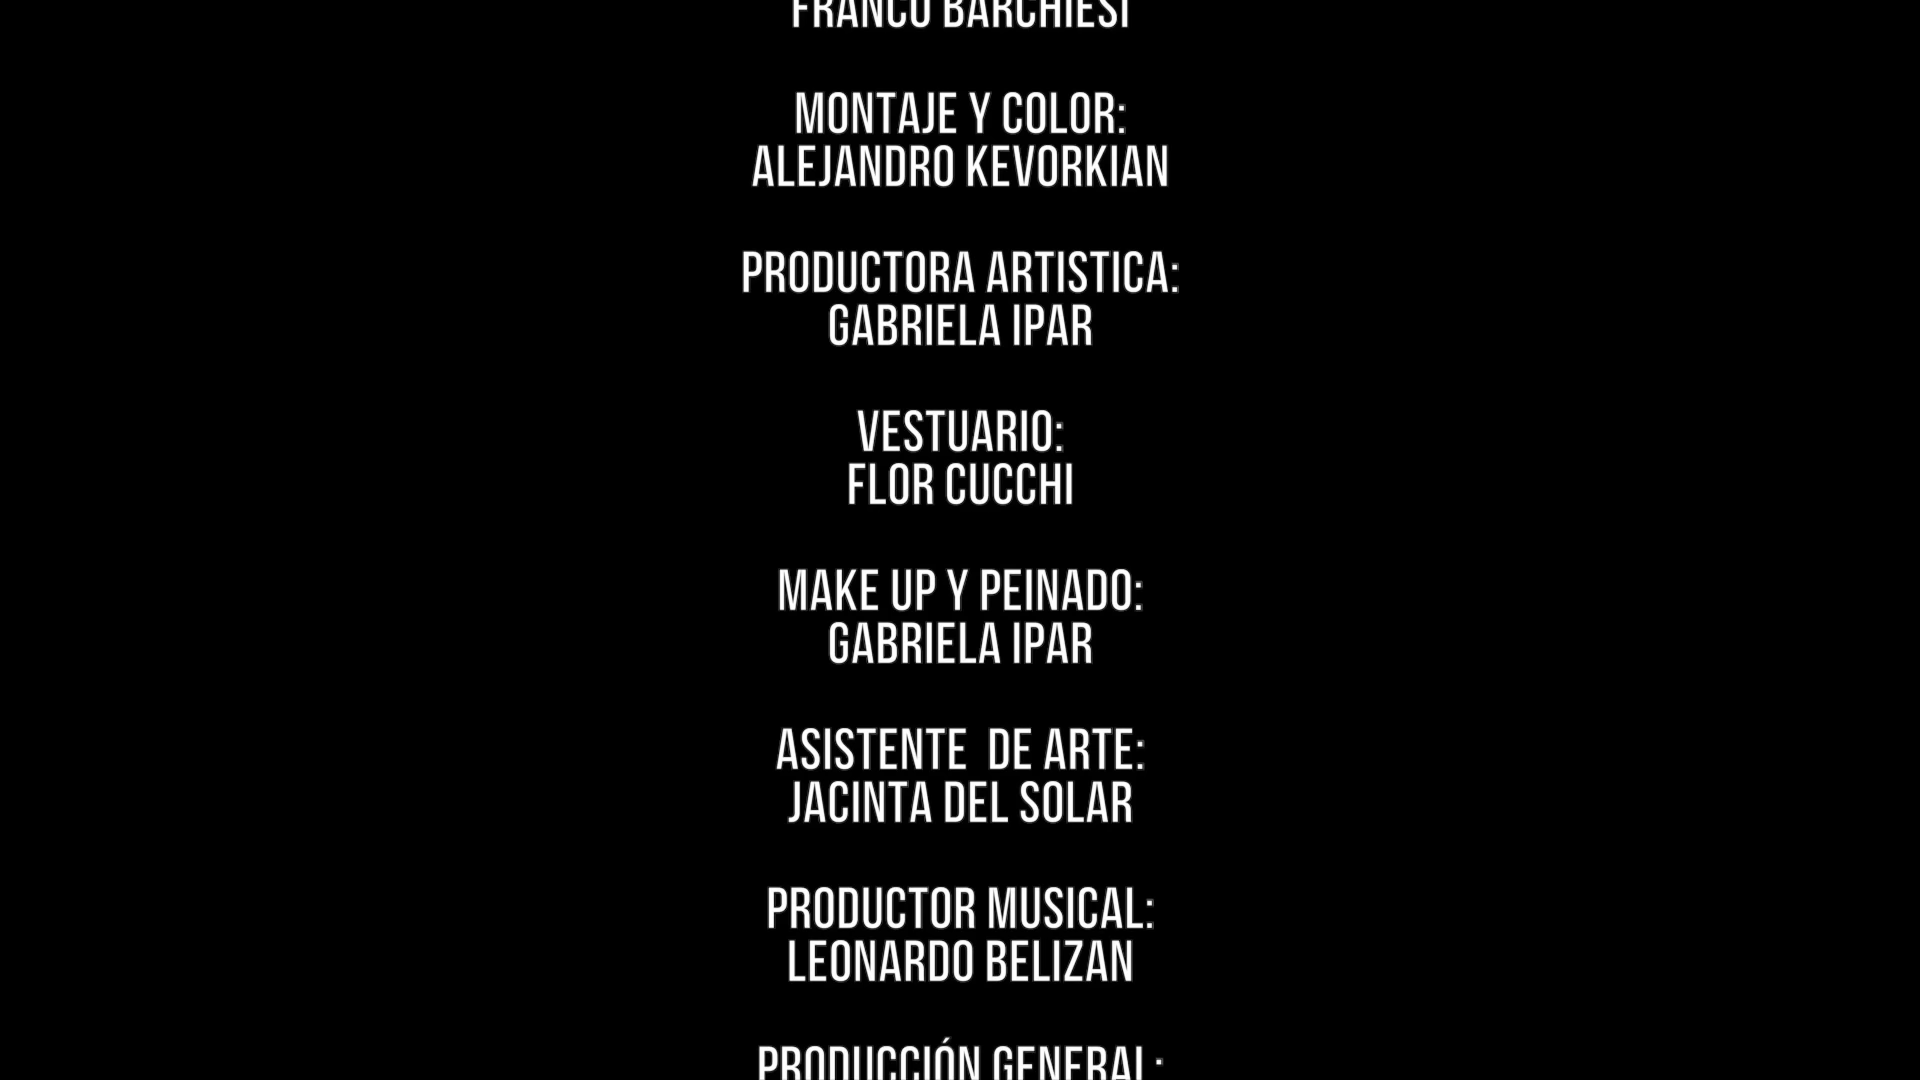 FRANCO BARCHIESI
MONTAJE Y COLOR:
ALEJANDRO KEVORKIAN
PRODUCTORA ARTISTICA:
GABRIELA IPAR
VESTUARIO:
FLOR CUCCHI
MAKE UP Y PEINADO:
GABRIELA IPAR
ASISTENTE  DE ARTE:
JACINTA DEL SOLAR
PRODUCTOR MUSICAL:
LEONARDO BELIZAN
PRODUCCIÓN GENERAL: